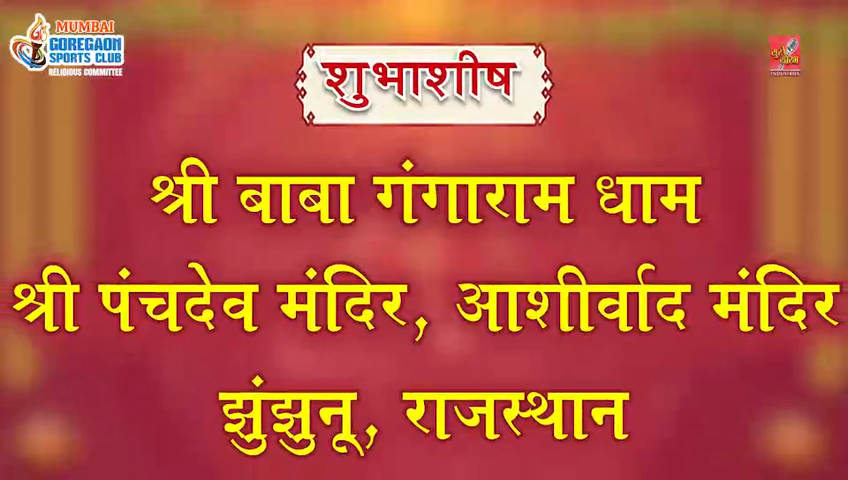 MUMBAI
GOREGAON
SPORTS CLUB
RELIGIOUS COMMITTEE
शुभाशीष
श्री बाबा गंगाराम धाम
श्री पंचदेव मंदिर, आशीर्वाद मंदिर
झुंझुनू, राजस्थान